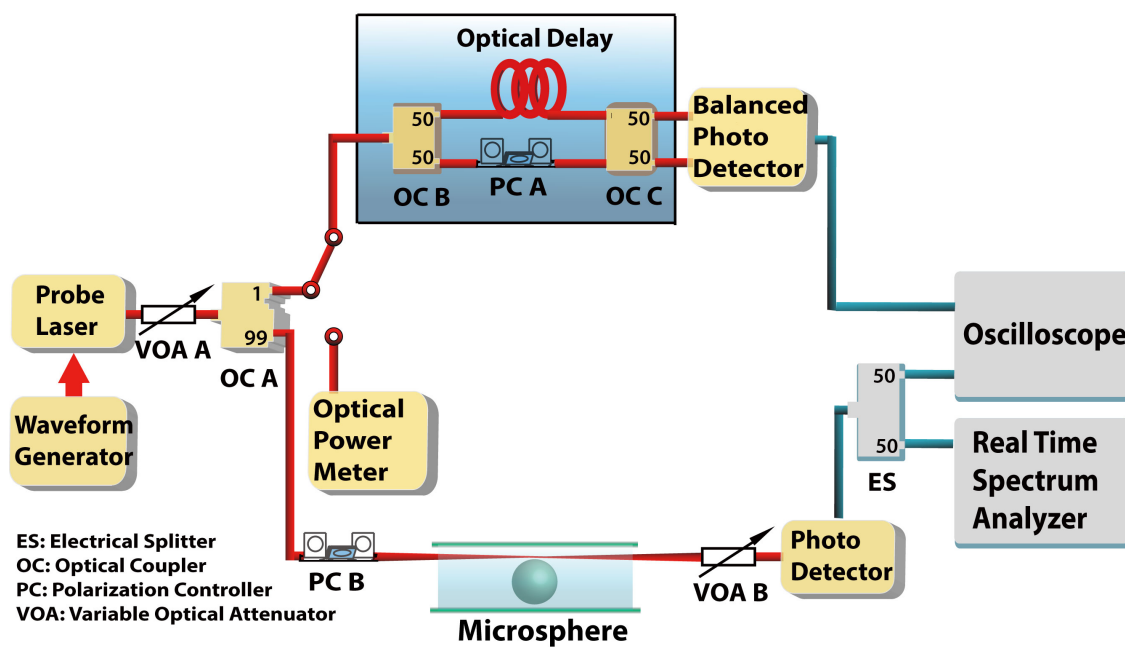 Optical Delay
50
50
50
50
OC B
PC A
OC C
Balanced
Photo
Detector
Probe
Laser
VOA A
1
99
OC A
Waveform
Generator
Optical
Power
Meter
Oscilloscope
50
50
ES
Real Time
Spectrum
Analyzer
ES: Electrical Splitter
OC: Optical Coupler
PC: Polarization Controller
VOA: Variable Optical Attenuator
PC B
Microsphere
VOA B
Photo
Detector